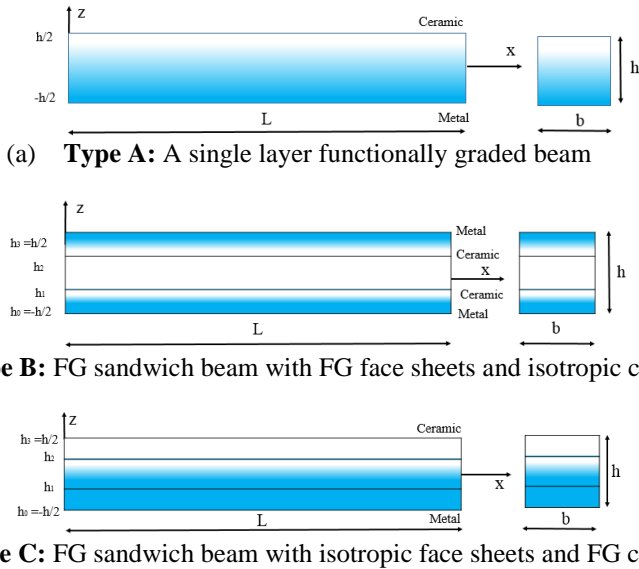 z
Ceramic
h/2
x
h
-h/2
L
Metal
b
(a) Type A: A single layer functionally graded beam
z
Metal
h₃ =h/2
Ceramic
h₂
x
h
h₁
Ceramic
h₀ =-h/2
Metal
L
b
e B: FG sandwich beam with FG face sheets and isotropic c
z
Ceramic
h₃ =h/2
h₂
h
h₁
x
h₀ =-h/2
L
Metal
b
e C: FG sandwich beam with isotropic face sheets and FG c